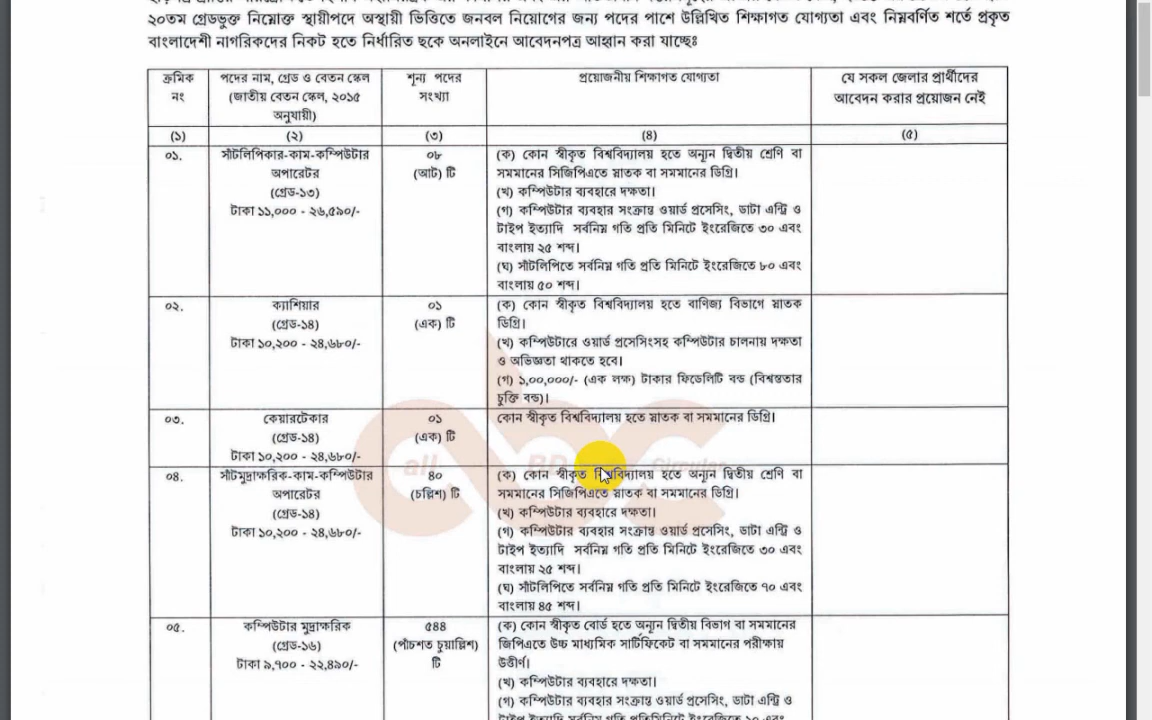 ২০তম গ্রেডভুক্ত নিম্নোক্ত স্থায়ীপদে অস্থায়ী ভিত্তিতে জনবল নিয়োগের জন্য পদের পাশে উল্লিখিত শিক্ষাগত যোগ্যতা এবং নিম্নবর্ণিত শর্তে প্রকৃত
বাংলাদেশী নাগরিকদের নিকট হতে নির্ধারিত ছকে অনলাইনে আবেদনপত্র আহ্বান করা যাচ্ছেঃ
ক্রমিক
নং
পদের নাম, গ্রেড ও বেতন স্কেল
(জাতীয় বেতন স্কেল, ২০১৫
অনুযায়ী)
শূন্য পদের
সংখ্যা
প্রয়োজনীয় শিক্ষাগত যোগ্যতা
যে সকল জেলার প্রার্থীদের
আবেদন করার প্রয়োজন নেই
(১)
(২)
(৩)
(৪)
(৫)
০১.
সাঁটলিপিকার-কাম-কম্পিউটার
অপারেটর
(গ্রেড-১৩)
টাকা ১১,০০০ - ২৬,৫৯০/-
০৮
(আট) টি
(ক) কোন স্বীকৃত বিশ্ববিদ্যালয় হতে অন্যূন দ্বিতীয় শ্রেণি বা
সমমানের সিজিপিএতে স্নাতক বা সমমানের ডিগ্রি।
(খ) কম্পিউটার ব্যবহারে দক্ষতা।
(গ) কম্পিউটার ব্যবহার সংক্রান্ত ওয়ার্ড প্রসেসিং, ডাটা এন্ট্রি ও
টাইপ ইত্যাদি সর্বনিম্ন গতি প্রতি মিনিটে ইংরেজিতে ৩০ এবং
বাংলায় ২৫ শব্দ।
(ঘ) সাঁটলিপিতে সর্বনিম্ন গতি প্রতি মিনিটে ইংরেজিতে ৮০ এবং
বাংলায় ৫০ শব্দ।
০২.
ক্যাশিয়ার
(গ্রেড-১৪)
টাকা ১০,২০০ - ২৪,৬৮০/-
০১
(এক) টি
(ক) কোন স্বীকৃত বিশ্ববিদ্যালয় হতে বাণিজ্য বিভাগে স্নাতক
ডিগ্রি।
(খ) কম্পিউটারে ওয়ার্ড প্রসেসিংসহ কম্পিউটার চালনায় দক্ষতা
ও অভিজ্ঞতা থাকতে হবে।
(গ) ১,০০,০০০/- (এক লক্ষ) টাকার ফিডেলিটি বন্ড (বিশ্বস্ততার
চুক্তি বন্ড)।
০৩.
কেয়ারটেকার
(গ্রেড-১৪)
টাকা ১০,২০০ - ২৪,৬৮০/-
০১
(এক) টি
কোন স্বীকৃত বিশ্ববিদ্যালয় হতে স্নাতক বা সমমানের ডিগ্রি।
all BD Circular
০৪.
সাঁটমুদ্রাক্ষরিক-কাম-কম্পিউটার
অপারেটর
(গ্রেড-১৪)
টাকা ১০,২০০ - ২৪,৬৮০/-
৪০
(চল্লিশ) টি
(ক) কোন স্বীকৃত বিশ্ববিদ্যালয় হতে অন্যূন দ্বিতীয় শ্রেণি বা
সমমানের সিজিপিএতে স্নাতক বা সমমানের ডিগ্রি।
(খ) কম্পিউটার ব্যবহারে দক্ষতা।
(গ) কম্পিউটার ব্যবহার সংক্রান্ত ওয়ার্ড প্রসেসিং, ডাটা এন্ট্রি ও
টাইপ ইত্যাদি সর্বনিম্ন গতি প্রতি মিনিটে ইংরেজিতে ৩০ এবং
বাংলায় ২৫ শব্দ।
(ঘ) সাঁটলিপিতে সর্বনিম্ন গতি প্রতি মিনিটে ইংরেজিতে ৭০ এবং
বাংলায় ৪৫ শব্দ।
০৫.
কম্পিউটার মুদ্রাক্ষরিক
(গ্রেড-১৬)
টাকা ৯,৭০০ - ২২,৪৯০/-
৫৪৪
(পাঁচশত চুয়াল্লিশ)
টি
(ক) কোন স্বীকৃত বোর্ড হতে অন্যূন দ্বিতীয় বিভাগ বা সমমানের
জিপিএতে উচ্চ মাধ্যমিক সার্টিফিকেট বা সমমানের পরীক্ষায়
উত্তীর্ণ।
(খ) কম্পিউটার ব্যবহারে দক্ষতা।
(গ) কম্পিউটার ব্যবহার সংক্রান্ত ওয়ার্ড প্রসেসিং, ডাটা এন্ট্রি ও